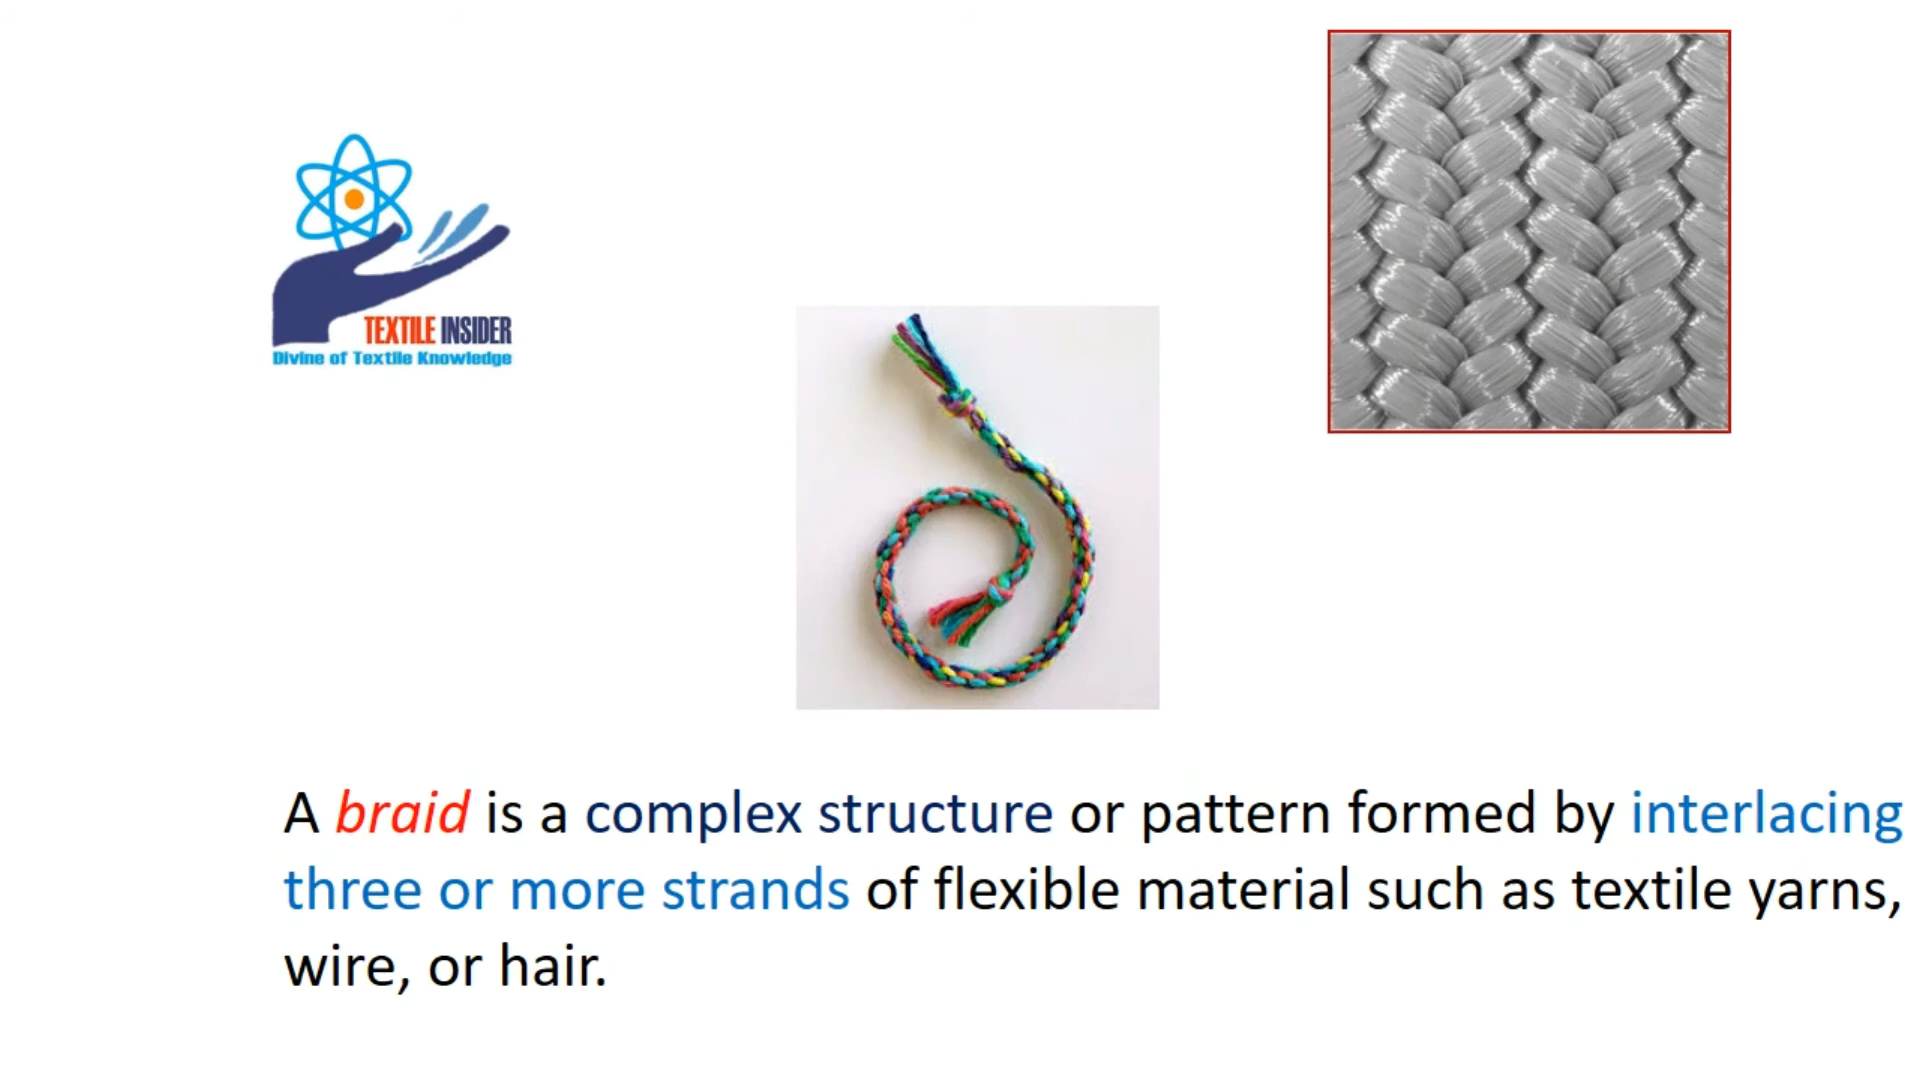 TEXTILE INSIDER
Divine of Textile Knowledge
A braid is a complex structure or pattern formed by interlacing
three or more strands of flexible material such as textile yarns,
wire, or hair.